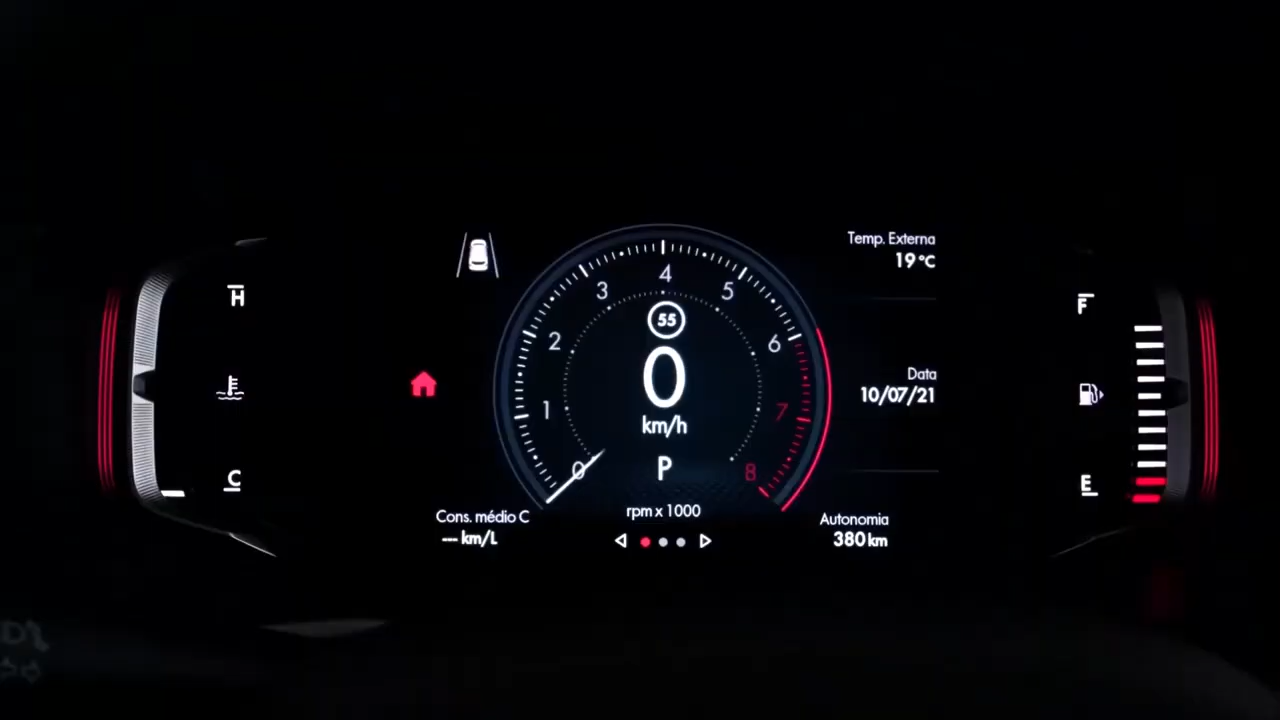 Temp. Externa
19 °C
H
F
4
3
5
55
2
6
0
km/h
Data
10/07/21
1
7
0
8
P
C
E
rpm x 1000
Cons. médio C
--- km/L
Autonomia
380 km